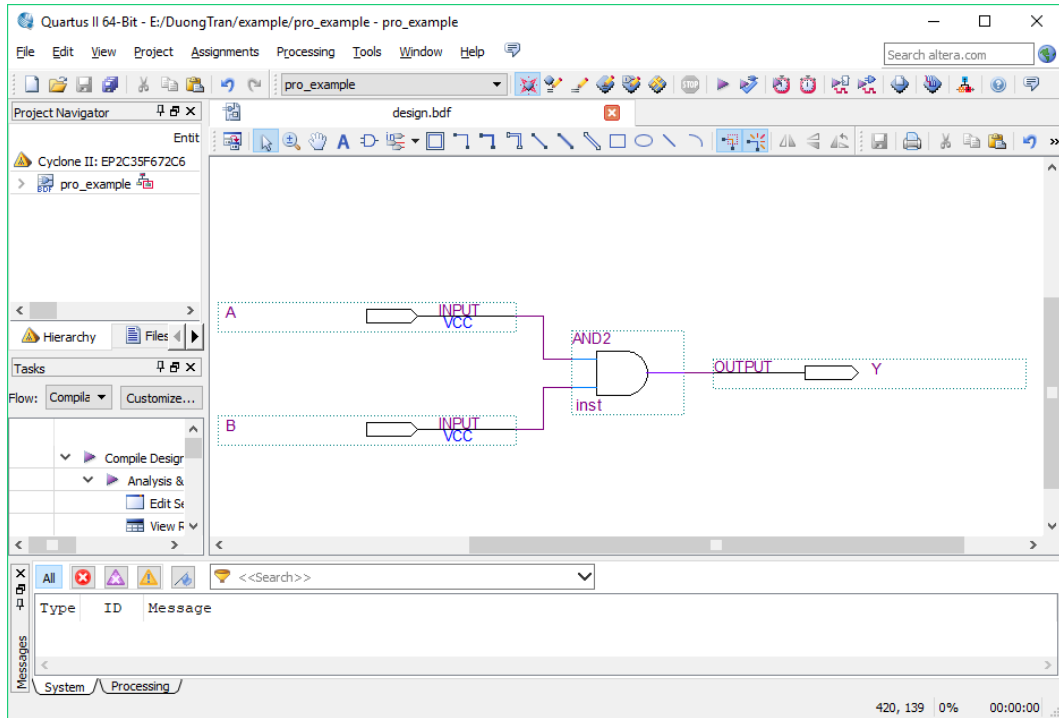 Quartus II 64-Bit - E:/DuongTran/example/pro_example - pro_example
File Edit View Project Assignments Processing Tools Window Help
Search altera.com
pro_example
Project Navigator
design.bdf
Entit
Cyclone II: EP2C35F672C6
pro_example
Hierarchy
Files
Tasks
Flow: Compila Customize...
Compile Desigr
Analysis &
Edit Se
View R
A
INPUT
VCC
AND2
inst
OUTPUT
Y
B
INPUT
VCC
All
<<Search>>
Type ID Message
Messages
System Processing
420, 139 0% 00:00:00